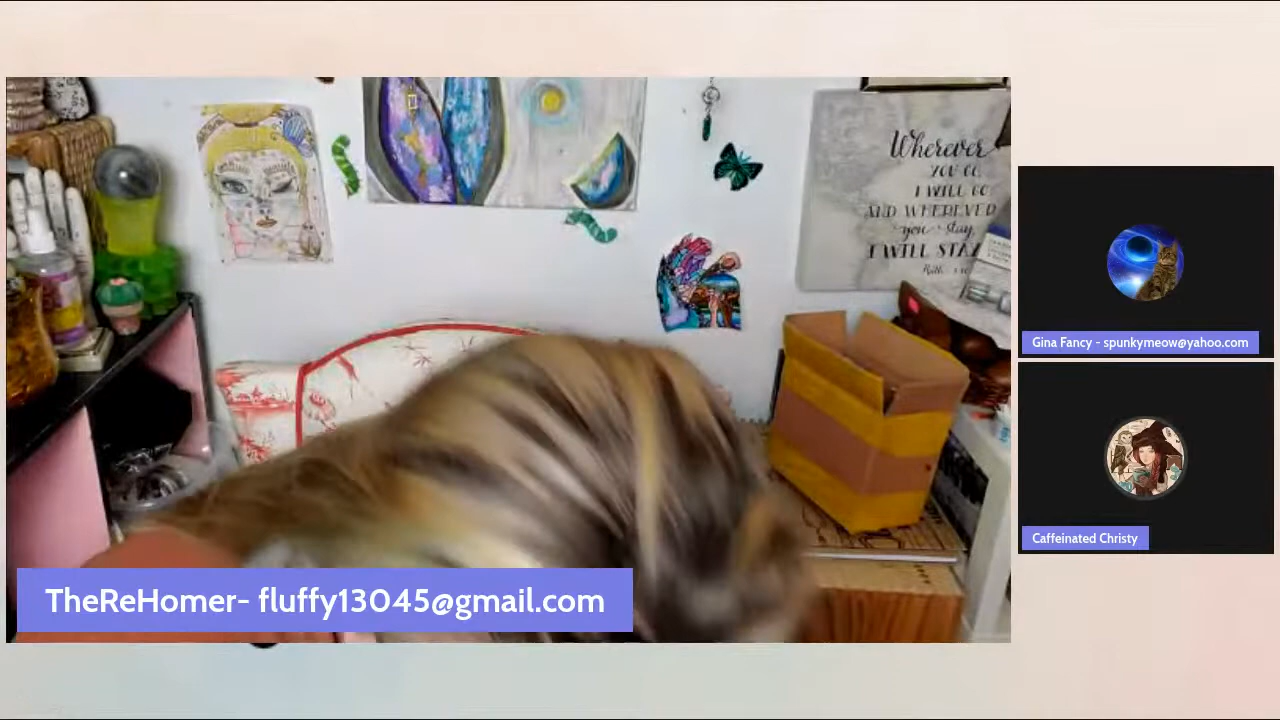 Wherever
YOU GO,
I WILL GO
AND WHEREVER
you stay,
I WILL STAY
Ruth
Gina Fancy - spunkymeow@yahoo.com
Caffeinated Christy
TheReHomer- fluffy13045@gmail.com